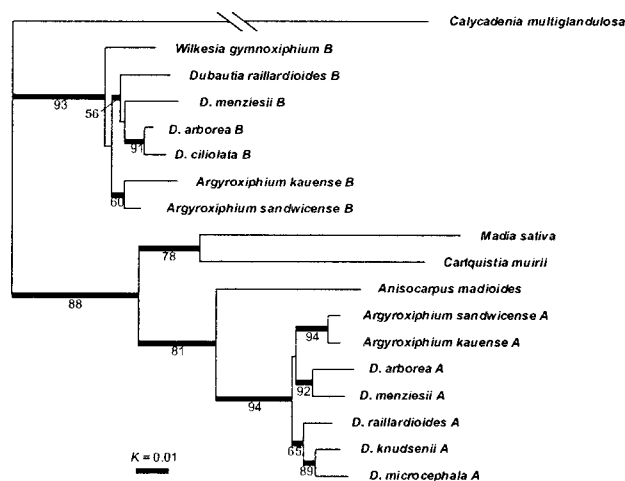 Calycadenia multiglandulosa
Wilkesia gymnoxiphium B
Dubautia raillardioides B
93
56
D. menziesii B
D. arborea B
91
D. ciliolata B
Argyroxiphium kauense B
60
Argyroxiphium sandwicense B
Madia sativa
78
Carlquistia muirii
88
Anisocarpus madioides
Argyroxiphium sandwicense A
94
81
Argyroxiphium kauense A
D. arborea A
92
D. menziesii A
94
D. raillardioides A
65
D. knudsenii A
K = 0.01
89
D. microcephala A